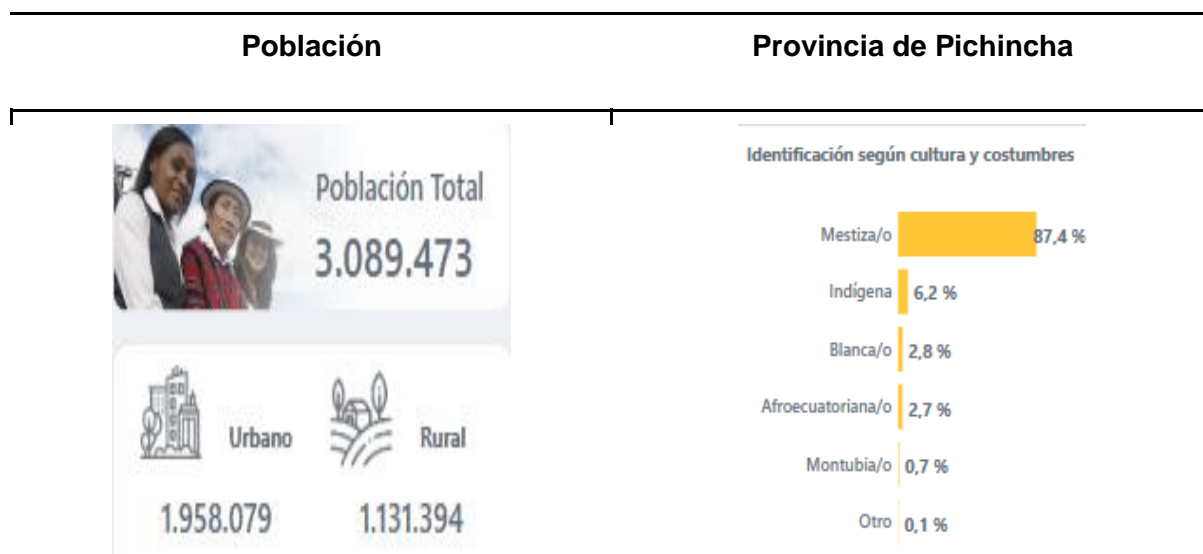 Población
Provincia de Pichincha
Población Total
3.089.473
Urbano
Rural
1.958.079
1.131.394
Identificación según cultura y costumbres
Mestiza/o 87,4 %
Indígena 6,2 %
Blanca/o 2,8 %
Afroecuatoriana/o 2,7 %
Montubia/o 0,7 %
Otro 0,1 %